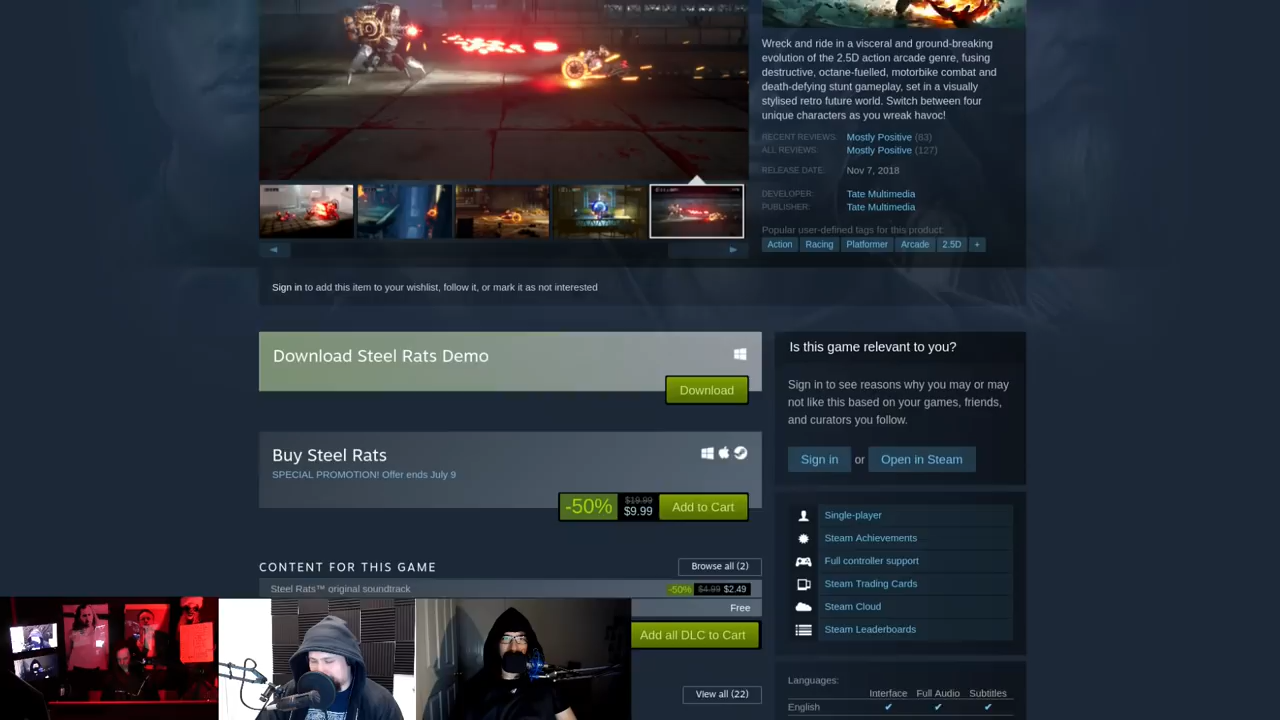 Wreck and ride in a visceral and ground-breaking
evolution of the 2.5D action arcade genre, fusing
destructive, octane-fuelled, motorbike combat and
death-defying stunt gameplay, set in a visually
stylised retro future world. Switch between four
unique characters as you wreak havoc!
RECENT REVIEWS: Mostly Positive (83)
ALL REVIEWS: Mostly Positive (127)
RELEASE DATE: Nov 7, 2018
DEVELOPER: Tate Multimedia
PUBLISHER: Tate Multimedia
Popular user-defined tags for this product:
Action Racing Platformer Arcade 2.5D +
Sign in to add this item to your wishlist, follow it, or mark it as not interested
Download Steel Rats Demo
Download
Buy Steel Rats
SPECIAL PROMOTION! Offer ends July 9
-50% $19.99 $9.99 Add to Cart
CONTENT FOR THIS GAME Browse all (2)
Steel Rats™ original soundtrack -50% $4.99 $2.49
Free
Add all DLC to Cart
View all (22)
Is this game relevant to you?
Sign in to see reasons why you may or may
not like this based on your games, friends,
and curators you follow.
Sign in or Open in Steam
Single-player
Steam Achievements
Full controller support
Steam Trading Cards
Steam Cloud
Steam Leaderboards
Languages:
Interface Full Audio Subtitles
English ✔ ✔ ✔